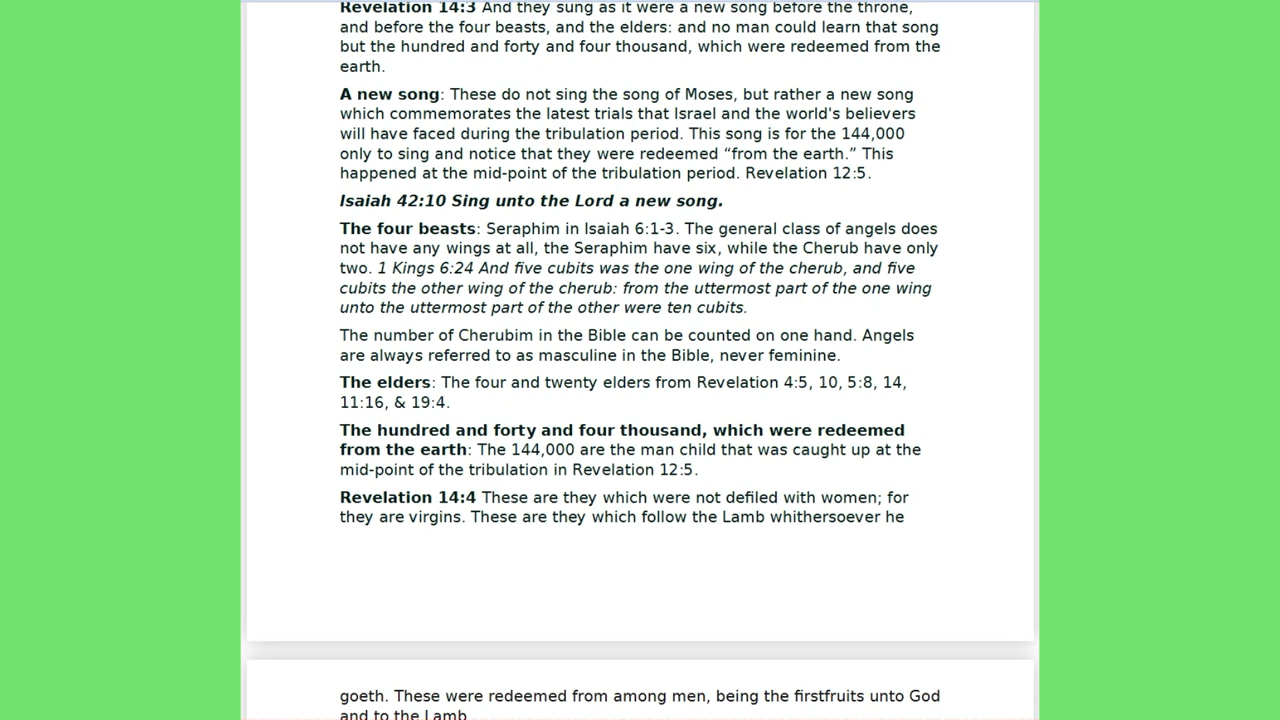 Revelation 14:3 And they sung as it were a new song before the throne,
and before the four beasts, and the elders: and no man could learn that song
but the hundred and forty and four thousand, which were redeemed from the
earth.
A new song: These do not sing the song of Moses, but rather a new song
which commemorates the latest trials that Israel and the world's believers
will have faced during the tribulation period. This song is for the 144,000
only to sing and notice that they were redeemed “from the earth.” This
happened at the mid-point of the tribulation period. Revelation 12:5.
Isaiah 42:10 Sing unto the Lord a new song.
The four beasts: Seraphim in Isaiah 6:1-3. The general class of angels does
not have any wings at all, the Seraphim have six, while the Cherub have only
two. 1 Kings 6:24 And five cubits was the one wing of the cherub, and five
cubits the other wing of the cherub: from the uttermost part of the one wing
unto the uttermost part of the other were ten cubits.
The number of Cherubim in the Bible can be counted on one hand. Angels
are always referred to as masculine in the Bible, never feminine.
The elders: The four and twenty elders from Revelation 4:5, 10, 5:8, 14,
11:16, & 19:4.
The hundred and forty and four thousand, which were redeemed
from the earth: The 144,000 are the man child that was caught up at the
mid-point of the tribulation in Revelation 12:5.
Revelation 14:4 These are they which were not defiled with women; for
they are virgins. These are they which follow the Lamb whithersoever he
goeth. These were redeemed from among men, being the firstfruits unto God
and to the Lamb